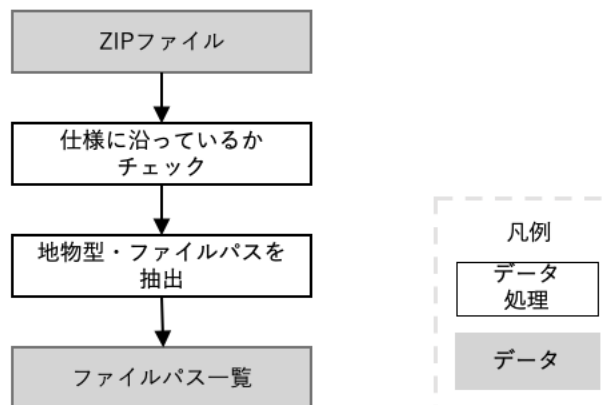 ZIPファイル
仕様に沿っているか
チェック
地物型・ファイルパスを
抽出
ファイルパス一覧
凡例
データ
処理
データ